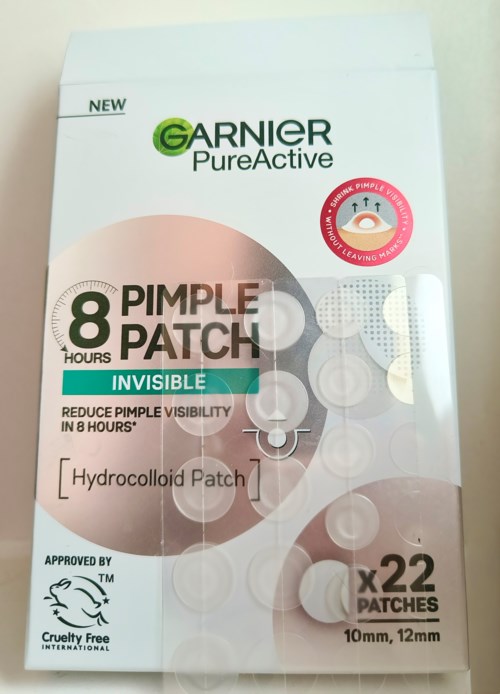 NEW
GARNIER
PureActive
SHRINK PIMPLE VISIBILITY • WITHOUT LEAVING MARKS •
8
HOURS
PIMPLE
PATCH
INVISIBLE
REDUCE PIMPLE VISIBILITY
IN 8 HOURS*
[Hydrocolloid Patch]
APPROVED BY
TM
Cruelty Free
INTERNATIONAL
x22
PATCHES
10mm, 12mm